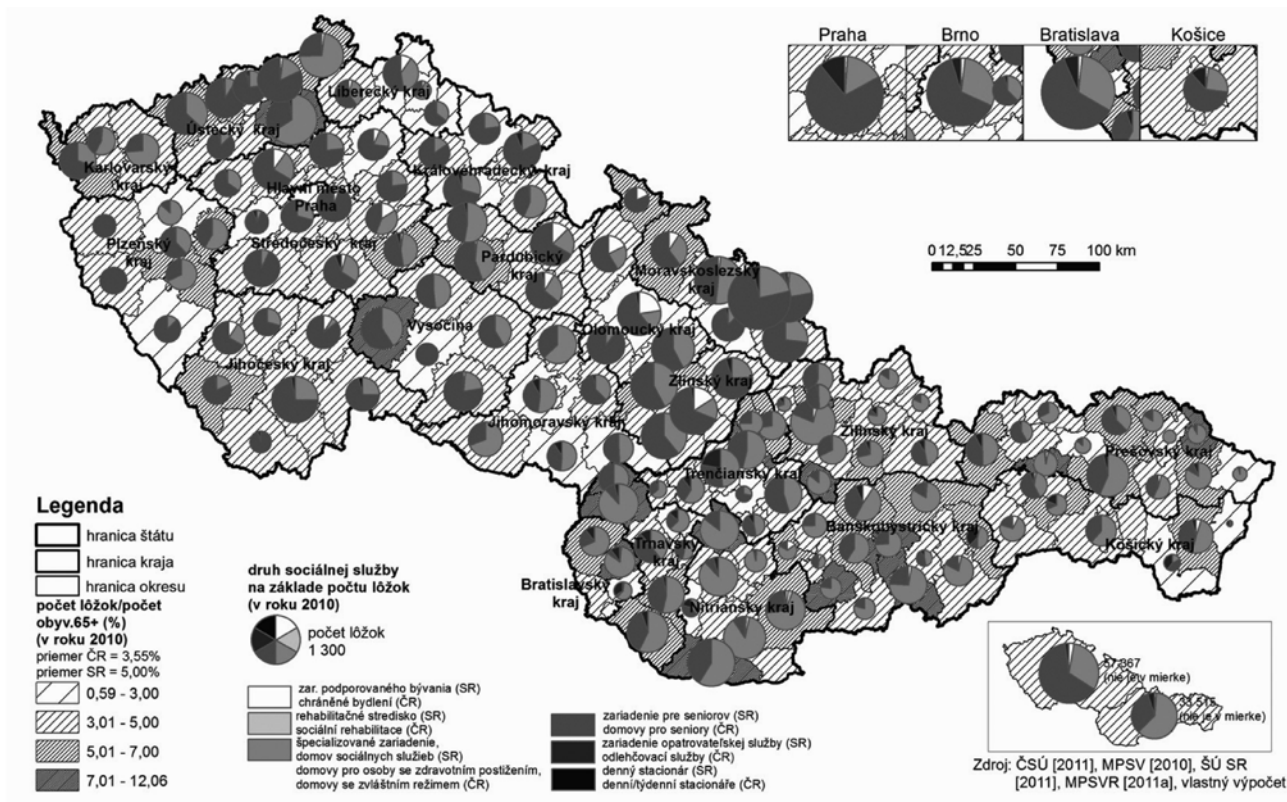 Praha
Brno
Bratislava
Košice
Liberecký kraj
Ústecký kraj
Karlovarský
kraj
Královéhradecký kraj
Hlavní město
Praha
Plzeňský
kraj
Středočeský kraj
Pardubický
kraj
Moravskoslezský
kraj
0 12,525 50 75 100 km
Vysočina
Olomoucký kraj
Jihočeský kraj
Zlínský kraj
Jihomoravský kraj
Žilinský kraj
Prešovský kraj
Trenčiansky kraj
Banskobystrický kraj
Košický kraj
Trnavský
kraj
Bratislavský
kraj
Nitriansky kraj
Legenda
hranica štátu
hranica kraja
hranica okresu
počet lôžok/počet
obyv.65+ (%)
(v roku 2010)
priemer ČR = 3,55%
priemer SR = 5,00%
0,59 - 3,00
3,01 - 5,00
5,01 - 7,00
7,01 - 12,06
druh sociálnej služby
na základe počtu lôžok
(v roku 2010)
počet lôžok
1 300
zar. podporovaného bývania (SR)
chráněné bydlení (ČR)
rehabilitačné stredisko (SR)
sociální rehabilitace (ČR)
špecializované zariadenie,
domov sociálnych služieb (SR)
domovy pro osoby se zdravotním postižením,
domovy se zvláštním režimem (ČR)
zariadenie pre seniorov (SR)
domovy pro seniory (ČR)
zariadenie opatrovateľskej služby (SR)
odlehčovací služby (ČR)
denný stacionár (SR)
denní/týdenní stacionáře (ČR)
(nie je v mierke)
(nie je v mierke)
Zdroj: ČSÚ [2011], MPSV [2010], ŠÚ SR
[2011], MPSVR [2011a], vlastný výpočet